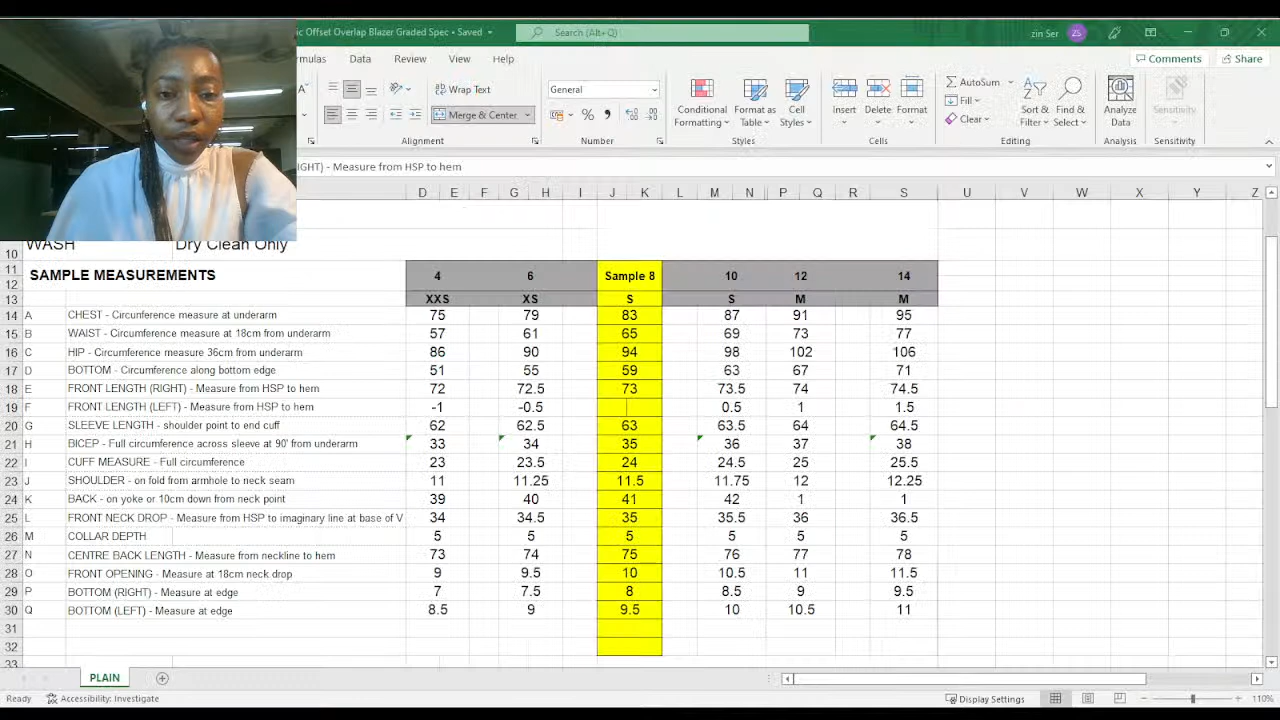 ic Offset Overlap Blazer Graded Spec • Saved
Search (Alt+Q)
zin Ser ZS
rmulas Data Review View Help
Comments Share
Wrap Text General AutoSum
Fill
Merge & Center Conditional Formatting Format as Table Cell Styles Insert Delete Format Clear Sort & Filter Find & Select Analyze Data Sensitivity
Alignment Number Styles Cells Editing Analysis Sensitivity
IGHT) - Measure from HSP to hem
D E F G H I J K L M N P Q R S U V W X Y Z
10 WASH Dry Clean Only
11 SAMPLE MEASUREMENTS 4 6 Sample 8 10 12 14
12
13 XXS XS S S M M
14 A CHEST - Circunference measure at underarm 75 79 83 87 91 95
15 B WAIST - Circumference measure at 18cm from underarm 57 61 65 69 73 77
16 C HIP - Circumference measure 36cm from underarm 86 90 94 98 102 106
17 D BOTTOM - Circumference along bottom edge 51 55 59 63 67 71
18 E FRONT LENGTH (RIGHT) - Measure from HSP to hem 72 72.5 73 73.5 74 74.5
19 F FRONT LENGTH (LEFT) - Measure from HSP to hem -1 -0.5 0.5 1 1.5
20 G SLEEVE LENGTH - shoulder point to end cuff 62 62.5 63 63.5 64 64.5
21 H BICEP - Full circumference across sleeve at 90' from underarm 33 34 35 36 37 38
22 I CUFF MEASURE - Full circumference 23 23.5 24 24.5 25 25.5
23 J SHOULDER - on fold from armhole to neck seam 11 11.25 11.5 11.75 12 12.25
24 K BACK - on yoke or 10cm down from neck point 39 40 41 42 1 1
25 L FRONT NECK DROP - Measure from HSP to imaginary line at base of V 34 34.5 35 35.5 36 36.5
26 M COLLAR DEPTH 5 5 5 5 5 5
27 N CENTRE BACK LENGTH - Measure from neckline to hem 73 74 75 76 77 78
28 O FRONT OPENING - Measure at 18cm neck drop 9 9.5 10 10.5 11 11.5
29 P BOTTOM (RIGHT) - Measure at edge 7 7.5 8 8.5 9 9.5
30 Q BOTTOM (LEFT) - Measure at edge 8.5 9 9.5 10 10.5 11
31
32
33
PLAIN
Ready Accessibility: Investigate Display Settings 110%